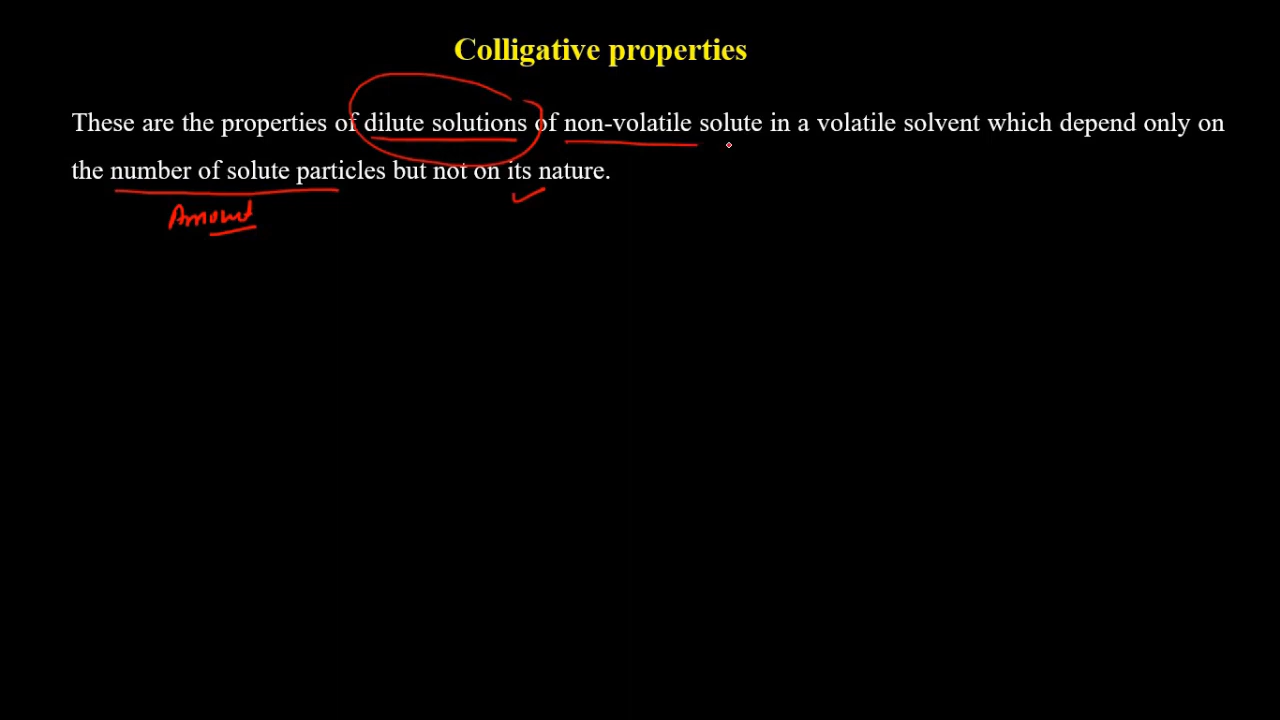 Colligative properties
These are the properties of dilute solutions of non-volatile solute in a volatile solvent which depend only on
the number of solute particles but not on its nature.
Amount